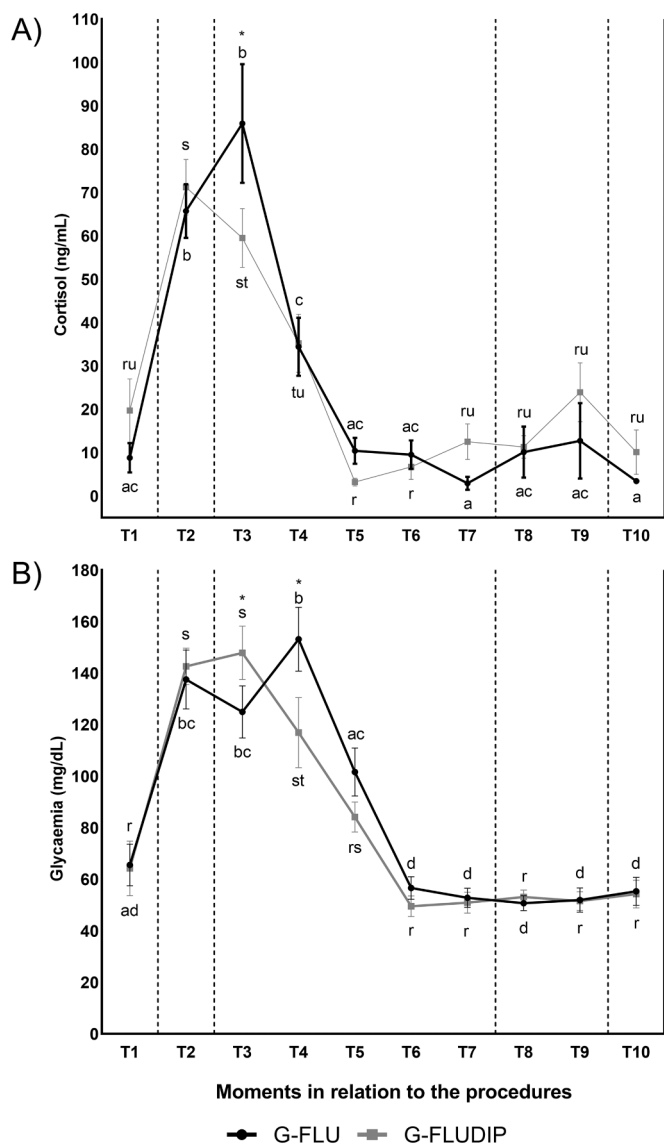 A)
110
100
90
80
70
60
50
40
30
20
10
0
Cortisol (ng/mL)
*
b
s
b
st
c
tu
ru
ac
ac
r
ac
r
ru
a
ru
ac
ru
ac
ru
a
T1 T2 T3 T4 T5 T6 T7 T8 T9 T10
B)
180
160
140
120
100
80
60
40
20
0
Glycaemia (mg/dL)
*
s
*
b
s
bc
bc
st
ac
rs
r
ad
d
r
d
r
r
d
d
r
d
r
T1 T2 T3 T4 T5 T6 T7 T8 T9 T10
Moments in relation to the procedures
G-FLU G-FLUDIP